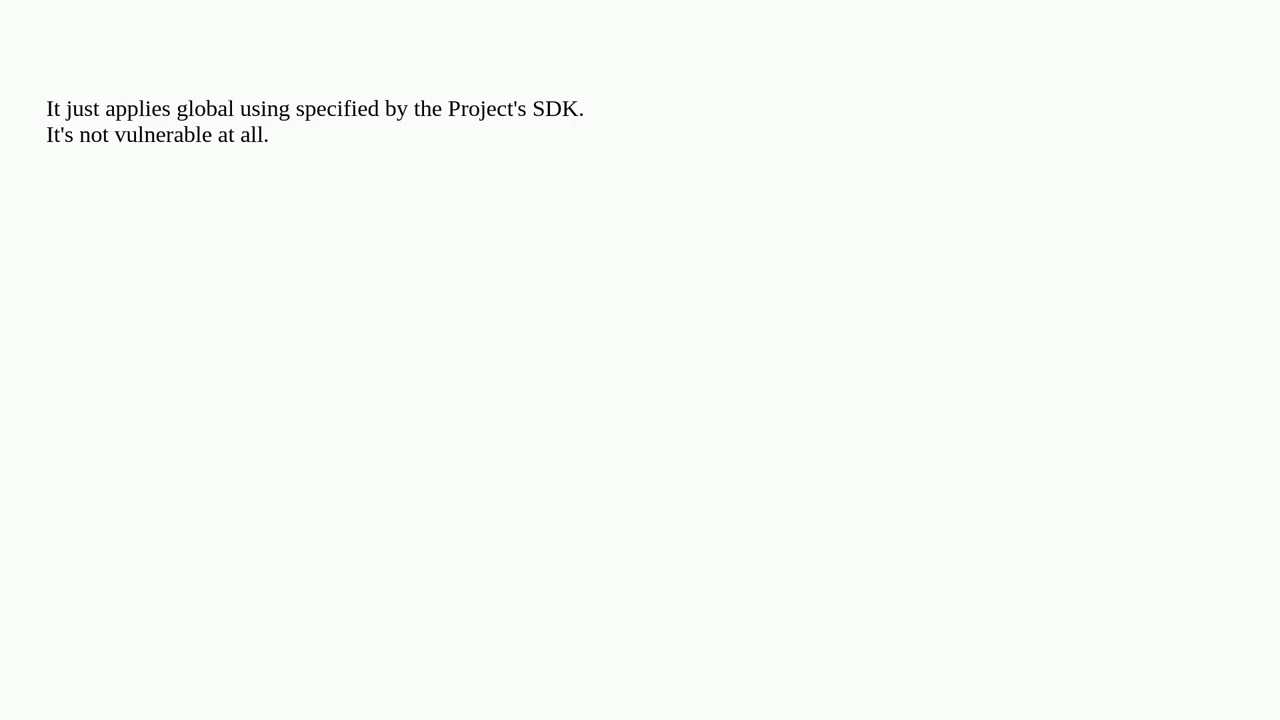 It just applies global using specified by the Project's SDK.
It's not vulnerable at all.